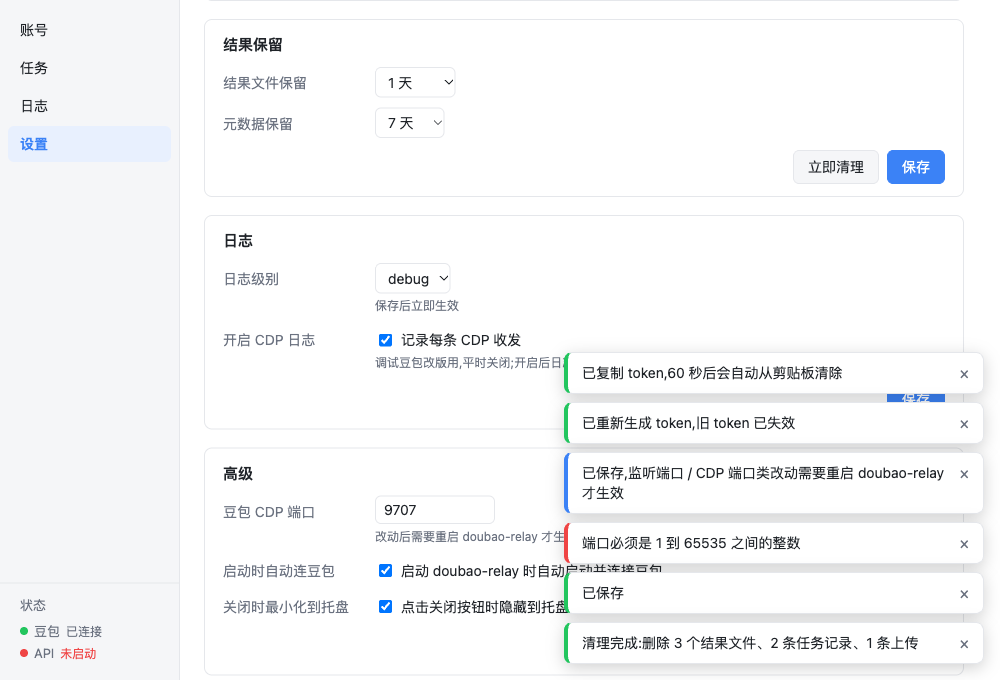 账号
任务
日志
设置
状态
豆包 已连接
API 未启动
结果保留
结果文件保留
1 天
元数据保留
7 天
立即清理
保存
日志
日志级别
debug
保存后立即生效
开启 CDP 日志
记录每条 CDP 收发
调试豆包改版用,平时关闭;开启后日
保存
高级
豆包 CDP 端口
9707
改动后需要重启 doubao-relay 才生
启动时自动连豆包
启动 doubao-relay 时自动启动并连接豆包
关闭时最小化到托盘
点击关闭按钮时隐藏到托盘
已复制 token,60 秒后会自动从剪贴板清除
已重新生成 token,旧 token 已失效
已保存,监听端口 / CDP 端口类改动需要重启 doubao-relay
才生效
端口必须是 1 到 65535 之间的整数
已保存
清理完成:删除 3 个结果文件、2 条任务记录、1 条上传